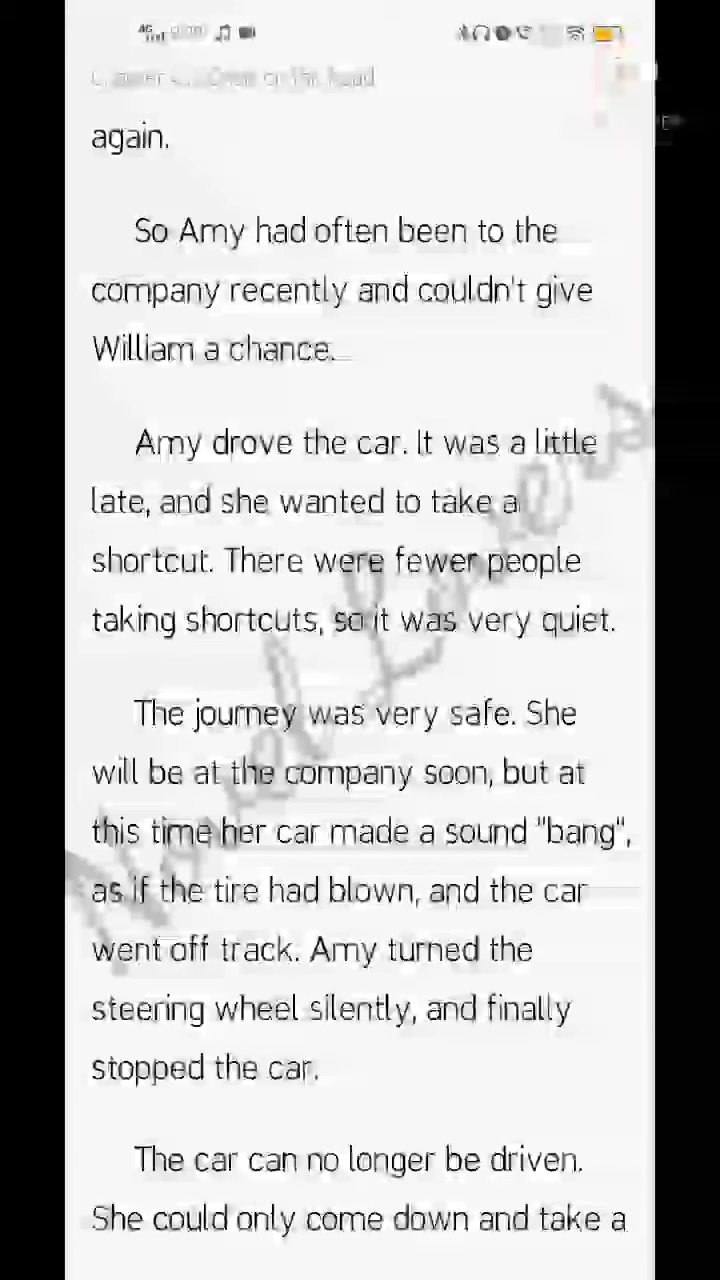 again.
So Amy had often been to the
company recently and couldn't give
William a chance.
Amy drove the car. It was a little
late, and she wanted to take a
shortcut. There were fewer people
taking shortcuts, so it was very quiet.
The journey was very safe. She
will be at the company soon, but at
this time her car made a sound "bang",
as if the tire had blown, and the car
went off track. Amy turned the
steering wheel silently, and finally
stopped the car.
The car can no longer be driven.
She could only come down and take a
Novel Lovers